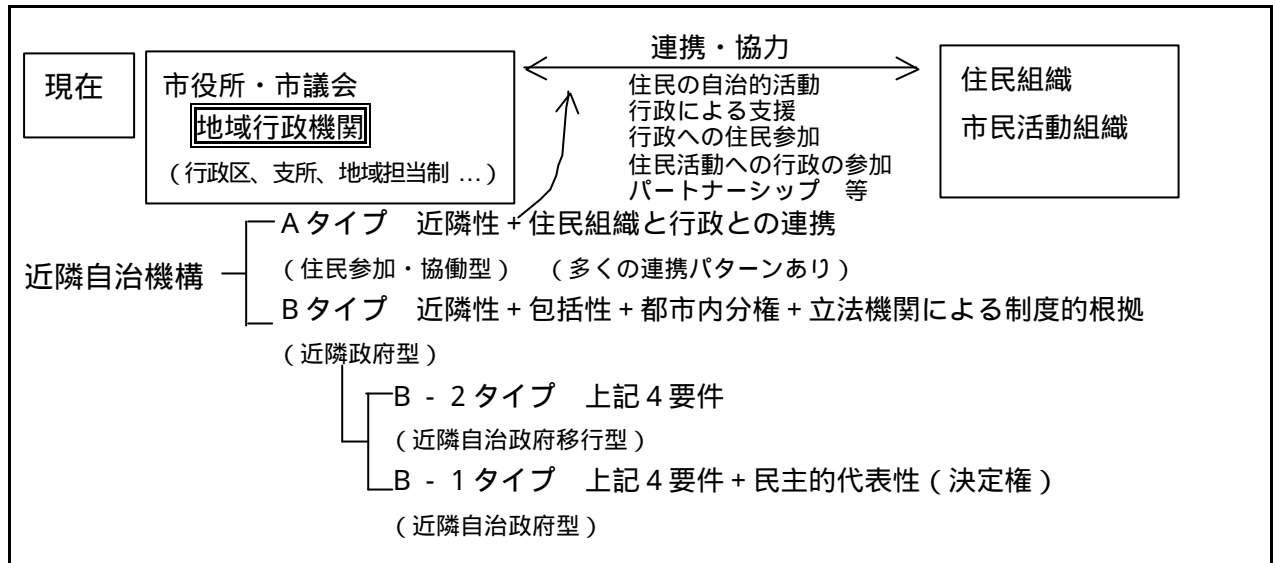 現在
市役所・市議会
地域行政機関
（行政区、支所、地域担当制 …）
連携・協力
住民の自治的活動
行政による支援
行政への住民参加
住民活動への行政の参加
パートナーシップ　等
住民組織
市民活動組織
近隣自治機構
Aタイプ　近隣性+住民組織と行政との連携
（住民参加・協働型）　（多くの連携パターンあり）
Bタイプ　近隣性+包括性+都市内分権+立法機関による制度的根拠
（近隣政府型）
B - 2タイプ　上記4要件
（近隣自治政府移行型）
B - 1タイプ　上記4要件+民主的代表性（決定権）
（近隣自治政府型）